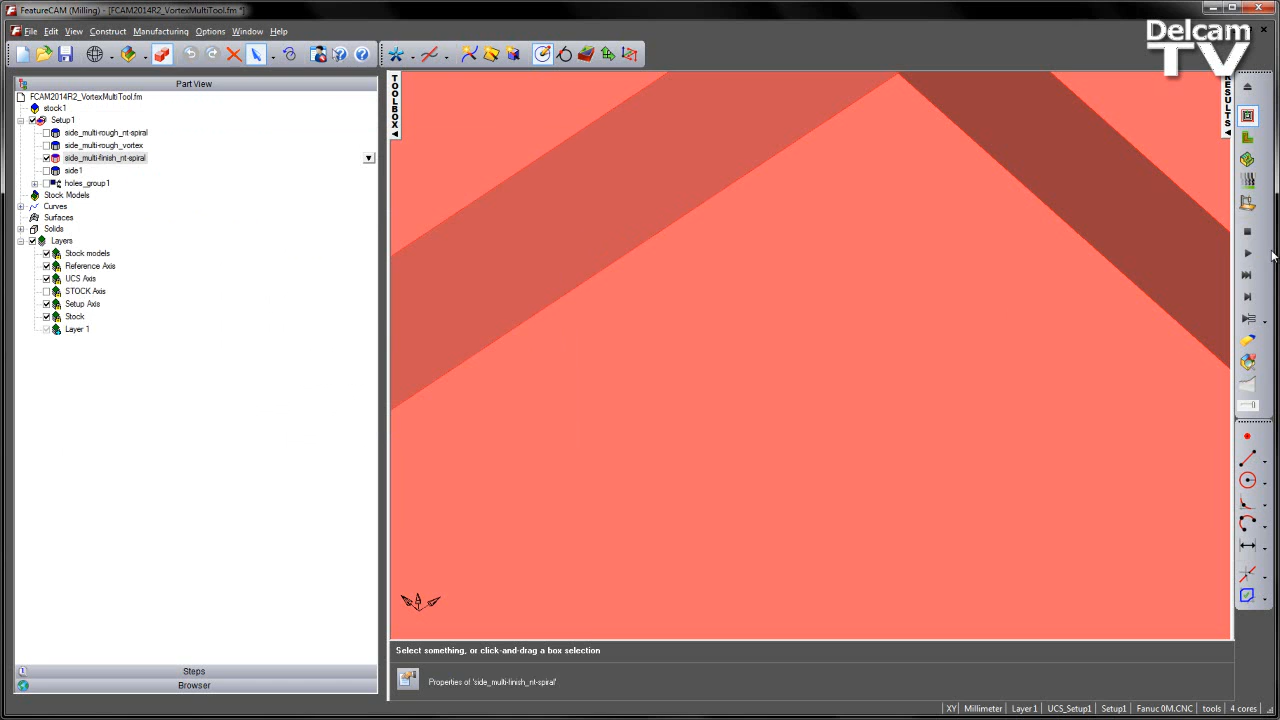 FeatureCAM (Milling) - [FCAM2014R2_VortexMultiTool.fm *]
Delcam
TV
File Edit View Construct Manufacturing Options Window Help
Part View
FCAM2014R2_VortexMultiTool.fm
stock1
Setup1
side_multi-rough_nt-spiral
side_multi-rough_vortex
side_multi-finish_nt-spiral
side1
holes_group1
Stock Models
Curves
Surfaces
Solids
Layers
Stock models
Reference Axis
UCS Axis
STOCK Axis
Setup Axis
Stock
Layer 1
Steps
Browser
TOOLBOX
RESULTS
Select something, or click-and-drag a box selection
Properties of 'side_multi-finish_nt-spiral'
XY Millimeter Layer 1 UCS_Setup1 Setup1 Fanuc 0M.CNC tools 4 cores